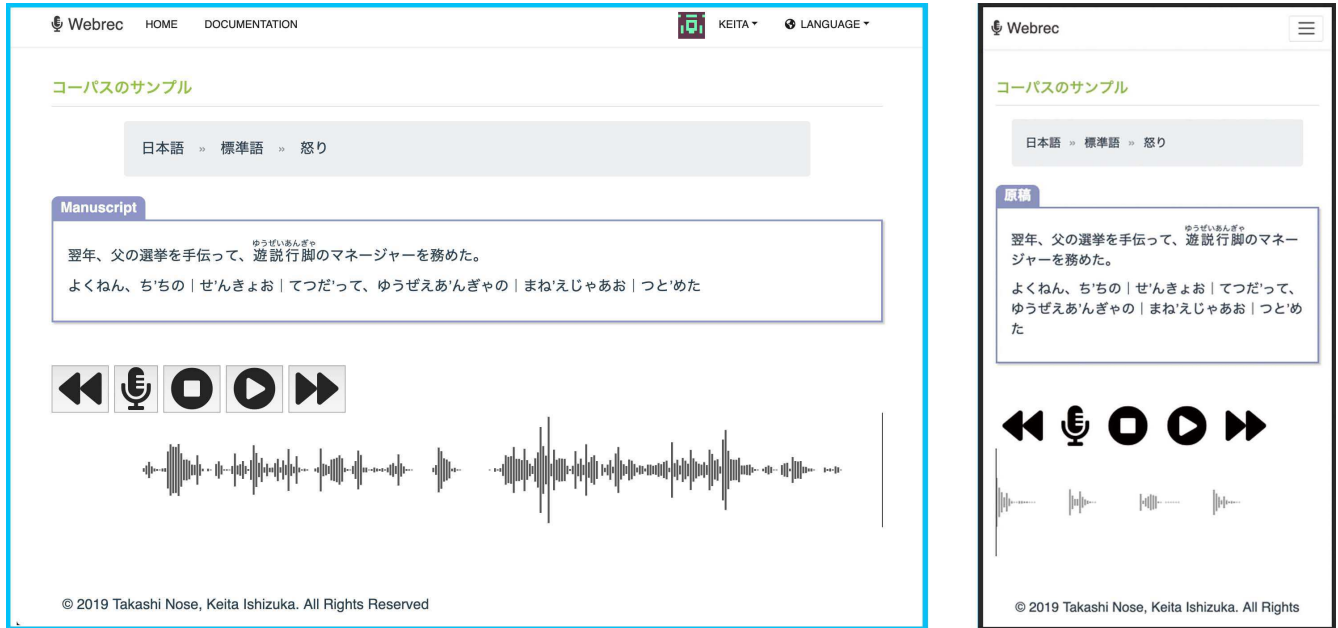 Webrec HOME DOCUMENTATION KEITA LANGUAGE
コーパスのサンプル
日本語 » 標準語 » 怒り
Manuscript
ゆうぜいあんぎゃ
翌年、父の選挙を手伝って、遊説行脚のマネージャーを務めた。
よくねん、ち'ちの｜せ'んきょお｜てつだ'って、ゆうぜえあ'んぎゃの｜まね'えじゃあお｜つと'めた
© 2019 Takashi Nose, Keita Ishizuka. All Rights Reserved
Webrec
コーパスのサンプル
日本語 » 標準語 » 怒り
原稿
ゆうぜいあんぎゃ
翌年、父の選挙を手伝って、遊説行脚のマネー
ジャーを務めた。
よくねん、ち'ちの｜せ'んきょお｜てつだ'って、
ゆうぜえあ'んぎゃの｜まね'えじゃあお｜つと'め
た
© 2019 Takashi Nose, Keita Ishizuka. All Rights